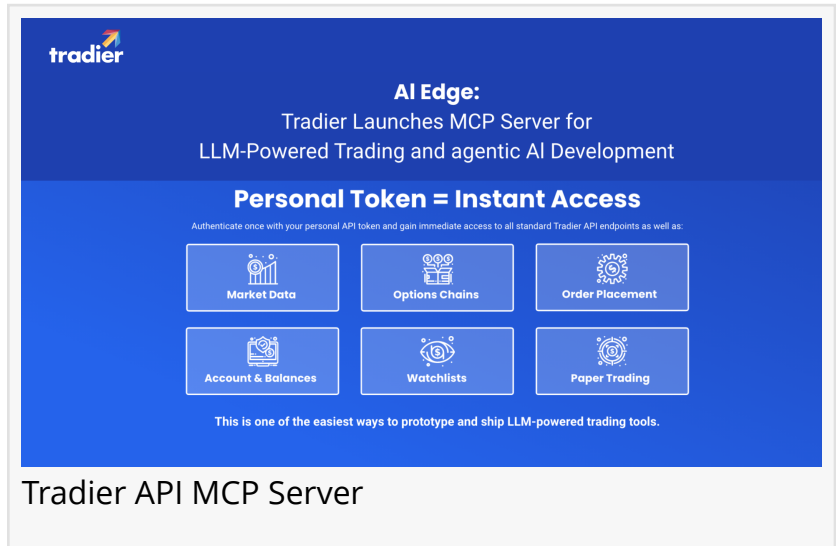 tradier
AI Edge:
Tradier Launches MCP Server for
LLM-Powered Trading and agentic AI Development
Personal Token = Instant Access
Authenticate once with your personal API token and gain immediate access to all standard Tradier API endpoints as well as:
Market Data
Options Chains
Order Placement
Account & Balances
Watchlists
Paper Trading
This is one of the easiest ways to prototype and ship LLM-powered trading tools.
Tradier API MCP Server